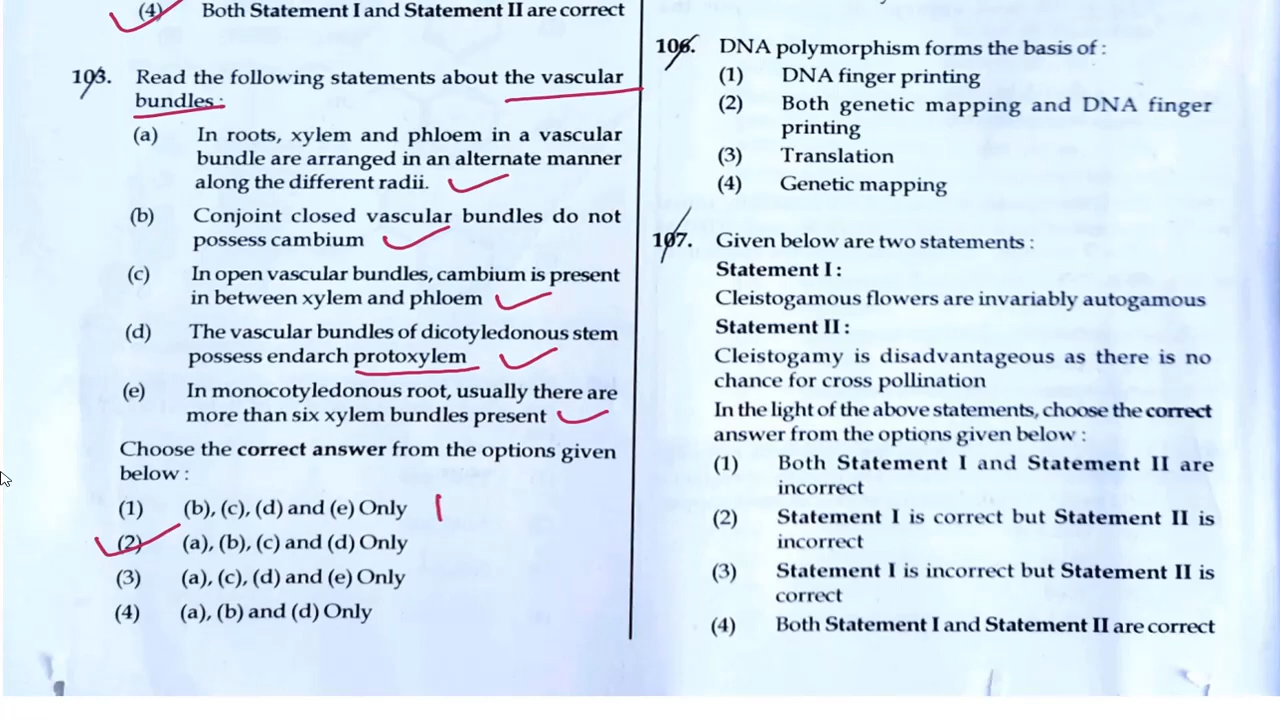 (4) Both Statement I and Statement II are correct
103. Read the following statements about the vascular
bundles :
(a) In roots, xylem and phloem in a vascular
bundle are arranged in an alternate manner
along the different radii.
(b) Conjoint closed vascular bundles do not
possess cambium
(c) In open vascular bundles, cambium is present
in between xylem and phloem
(d) The vascular bundles of dicotyledonous stem
possess endarch protoxylem
(e) In monocotyledonous root, usually there are
more than six xylem bundles present
Choose the correct answer from the options given
below :
(1) (b), (c), (d) and (e) Only
(2) (a), (b), (c) and (d) Only
(3) (a), (c), (d) and (e) Only
(4) (a), (b) and (d) Only
106. DNA polymorphism forms the basis of :
(1) DNA finger printing
(2) Both genetic mapping and DNA finger
printing
(3) Translation
(4) Genetic mapping
107. Given below are two statements :
Statement I :
Cleistogamous flowers are invariably autogamous
Statement II :
Cleistogamy is disadvantageous as there is no
chance for cross pollination
In the light of the above statements, choose the correct
answer from the options given below :
(1) Both Statement I and Statement II are
incorrect
(2) Statement I is correct but Statement II is
incorrect
(3) Statement I is incorrect but Statement II is
correct
(4) Both Statement I and Statement II are correct